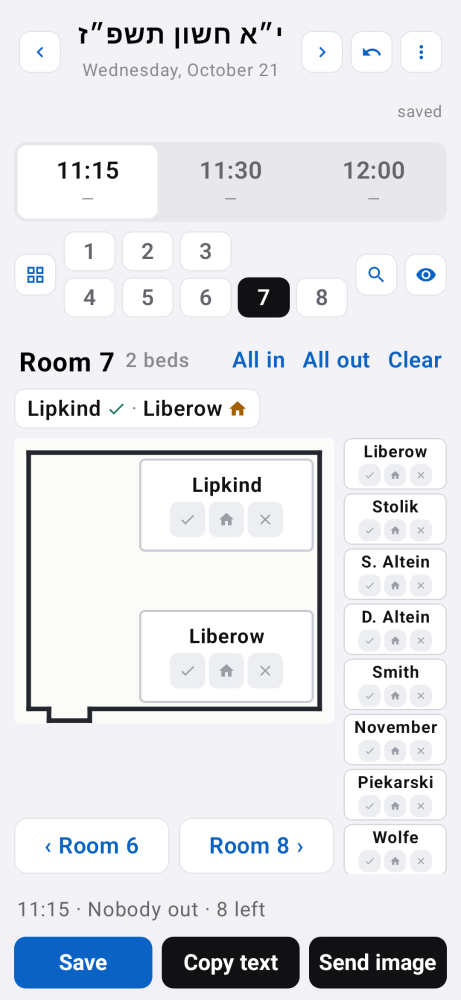 י״א חשון תשפ״ז
Wednesday, October 21
saved
11:15 11:30 12:00
– – –
1 2 3
4 5 6 7 8
Room 7 2 beds All in All out Clear
Lipkind ✓ · Liberow
Lipkind
Liberow
Liberow
Stolik
S. Altein
D. Altein
Smith
November
Piekarski
Wolfe
‹ Room 6 Room 8 ›
11:15 · Nobody out · 8 left
Save Copy text Send image